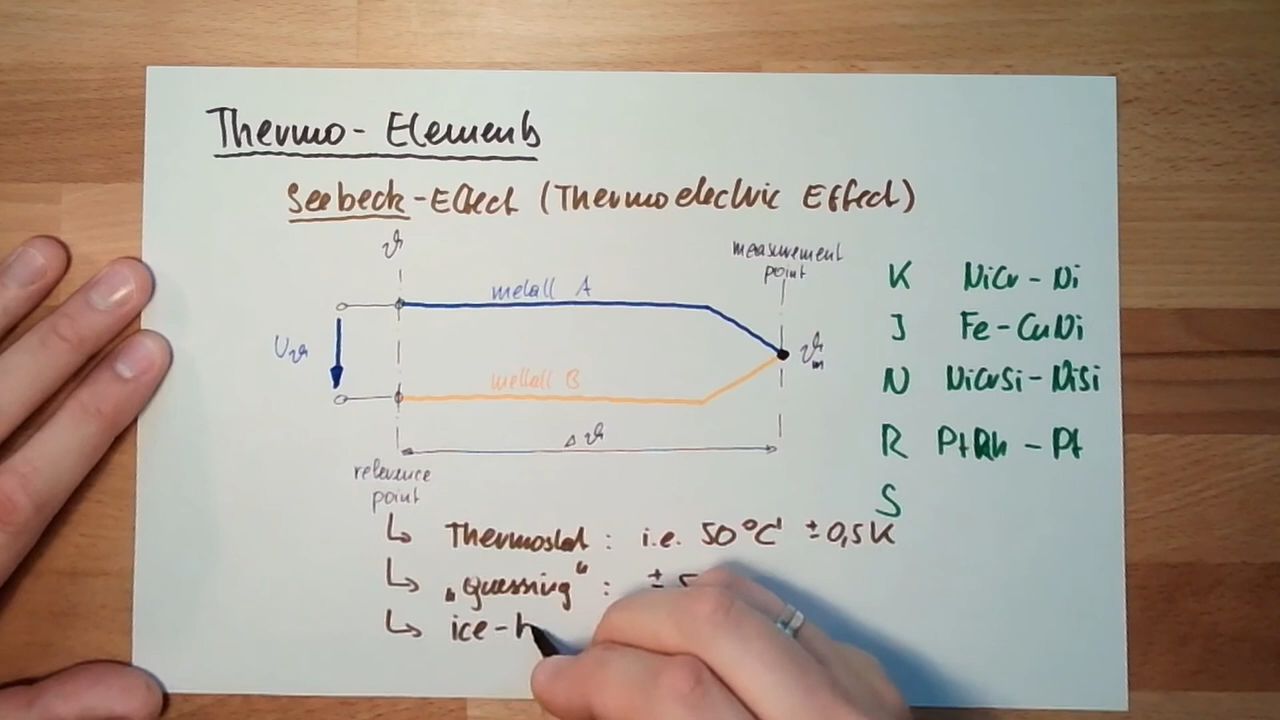 Thermo - Elements
Seebeck-Effect (Thermoelectric Effect)
ϑ
measurement
point
metall A
U ϑ
ϑm
metall B
Δϑ
reference
point
K NiCr - Ni
J Fe - CuNi
N NiCrSi - NiSi
R PtRh - Pt
S
↳ Thermostat : i.e. 50°C ±0,5K
↳ „guessing“ : ± 5
↳ ice-